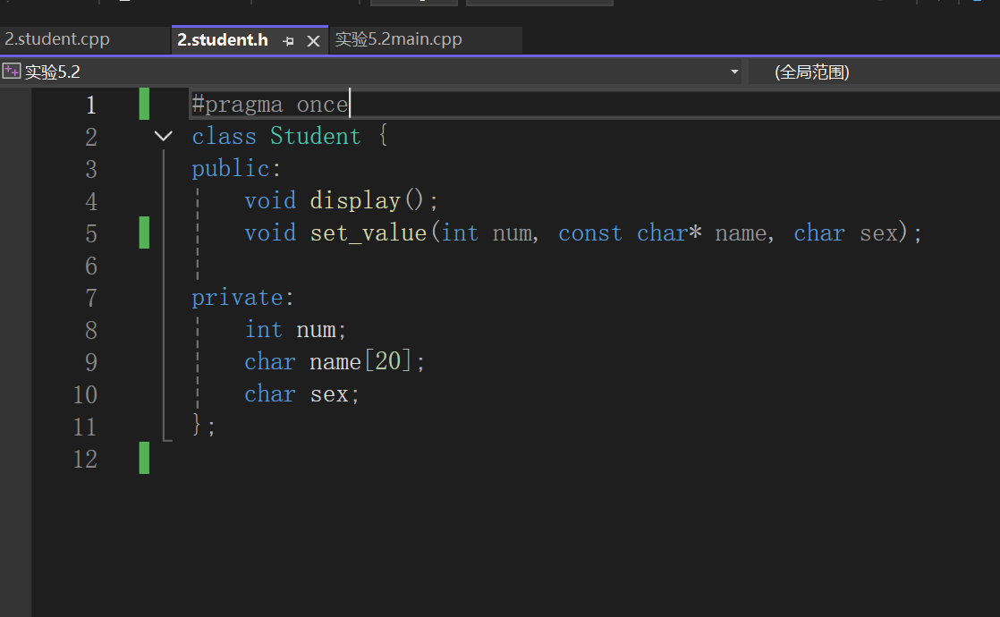 2.student.cpp 2.student.h 实验5.2main.cpp
实验5.2 (全局范围)
1 #pragma once
2 class Student {
3 public:
4 void display();
5 void set_value(int num, const char* name, char sex);
6
7 private:
8 int num;
9 char name[20];
10 char sex;
11 };
12